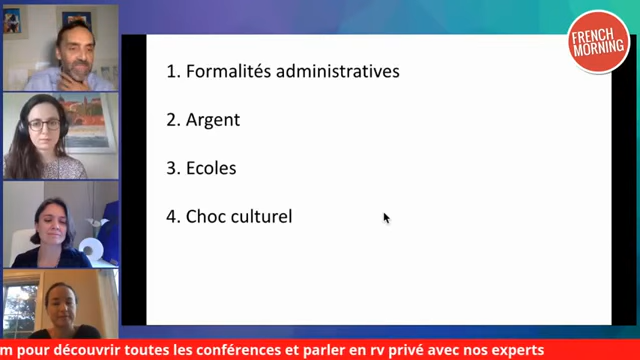 FRENCH
MORNING
1. Formalités administratives
2. Argent
3. Ecoles
4. Choc culturel
m pour découvrir toutes les conférences et parler en rv privé avec nos experts